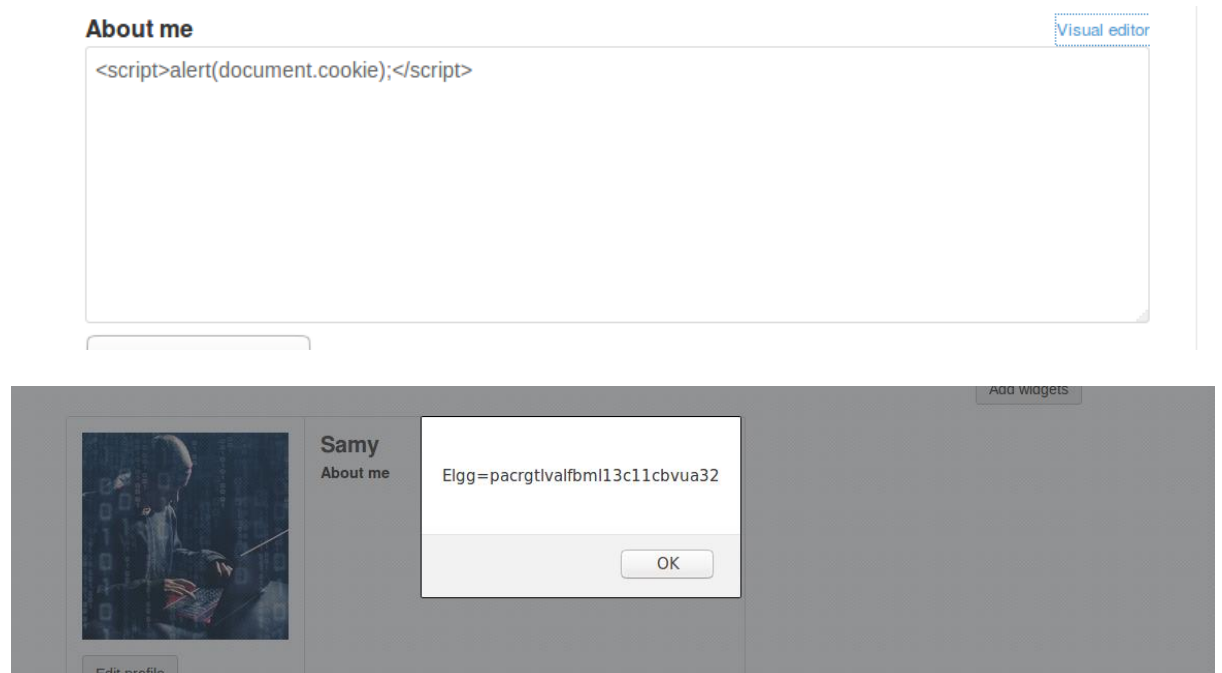 About me
Visual editor
<script>alert(document.cookie);</script>
Add widgets
Samy
About me
Elgg=pacrgtlvalfbml13c11cbvua32
OK
Edit profile